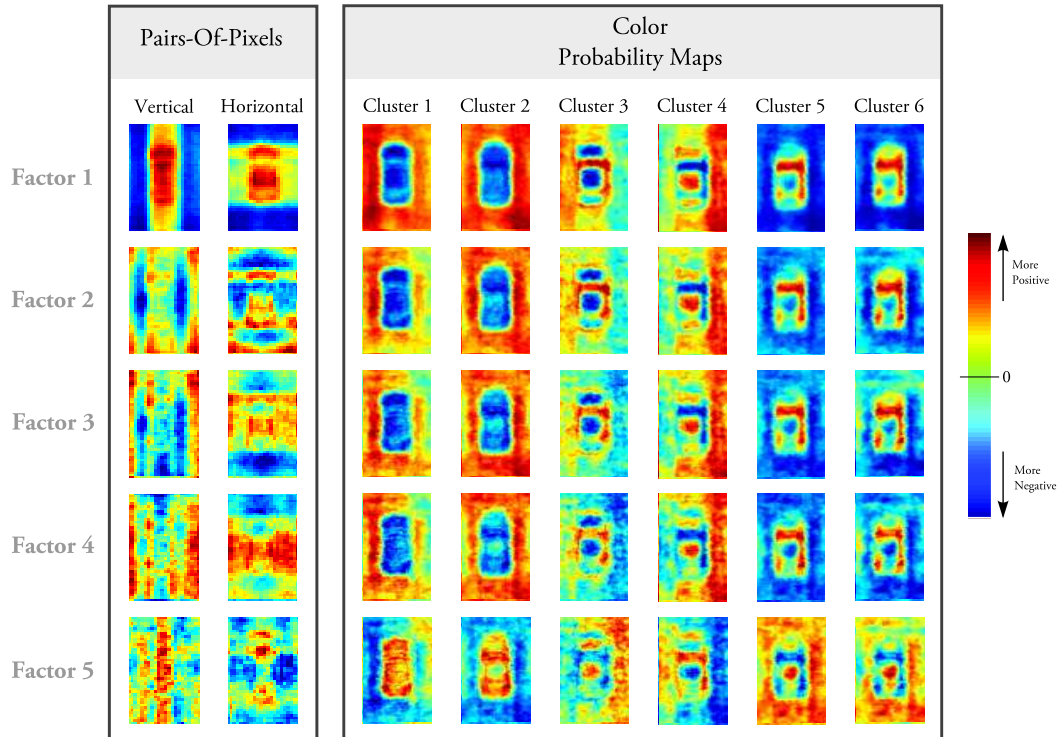 Pairs-Of-Pixels
Color
Probability Maps
Vertical Horizontal
Cluster 1 Cluster 2 Cluster 3 Cluster 4 Cluster 5 Cluster 6
Factor 1
Factor 2
Factor 3
Factor 4
Factor 5
More
Positive
0
More
Negative